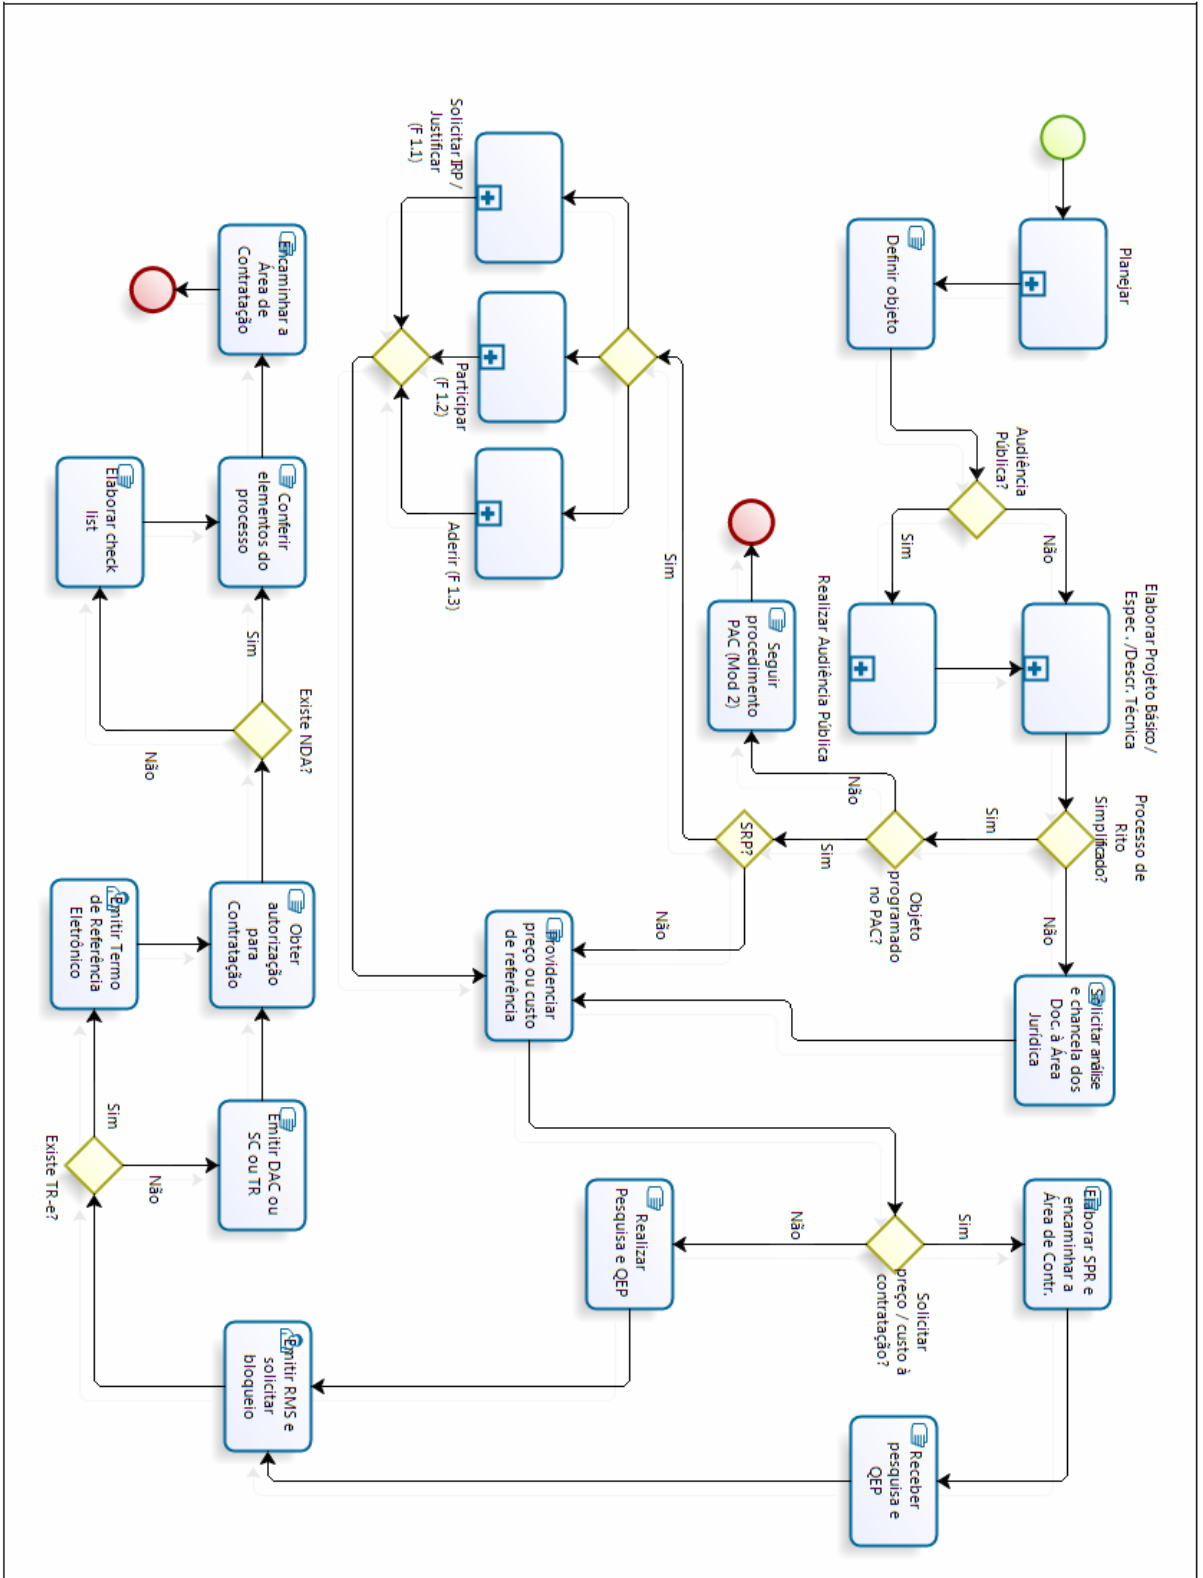 Planejar
Definir objeto
Audiência
Pública?
Não
Sim
Elaborar Projeto Básico /
Espec . /Descr. Técnica
Realizar Audiência Pública
Processo de
Rito
Simplificado?
Não
Sim
Solicitar análise
e chancela dos
Doc. à Área
Jurídica
Objeto
programado
no PAC?
Não
Sim
Seguir
procedimento
PAC (Mod 2)
SRP?
Sim
Não
Solicitar IRP /
Justificar
(F 1.1)
Participar
(F 1.2)
Aderir (F 1.3)
Providenciar
preço ou custo
de referência
Solicitar
preço / custo à
contratação?
Sim
Não
Elaborar SPR e
encaminhar a
Área de Contr.
Receber
pesquisa e
QEP
Realizar
Pesquisa e QEP
Emitir RMS e
solicitar
bloqueio
Existe TR-e?
Não
Sim
Emitir DAC ou
SC ou TR
Emitir Termo
de Referência
Eletrônico
Obter
autorização
para
Contratação
Existe NDA?
Sim
Não
Elaborar check
list
Conferir
elementos do
processo
Encaminhar a
Área de
Contratação